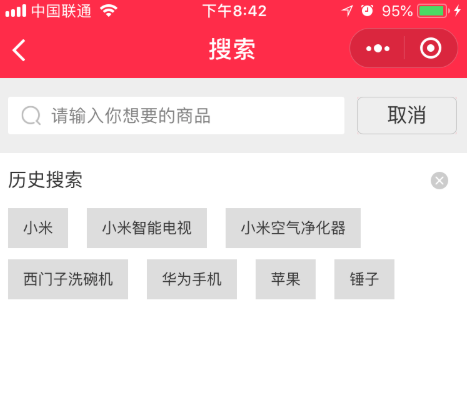 中国联通 下午8:42 95%
搜索
请输入你想要的商品 取消
历史搜索
小米 小米智能电视 小米空气净化器
西门子洗碗机 华为手机 苹果 锤子